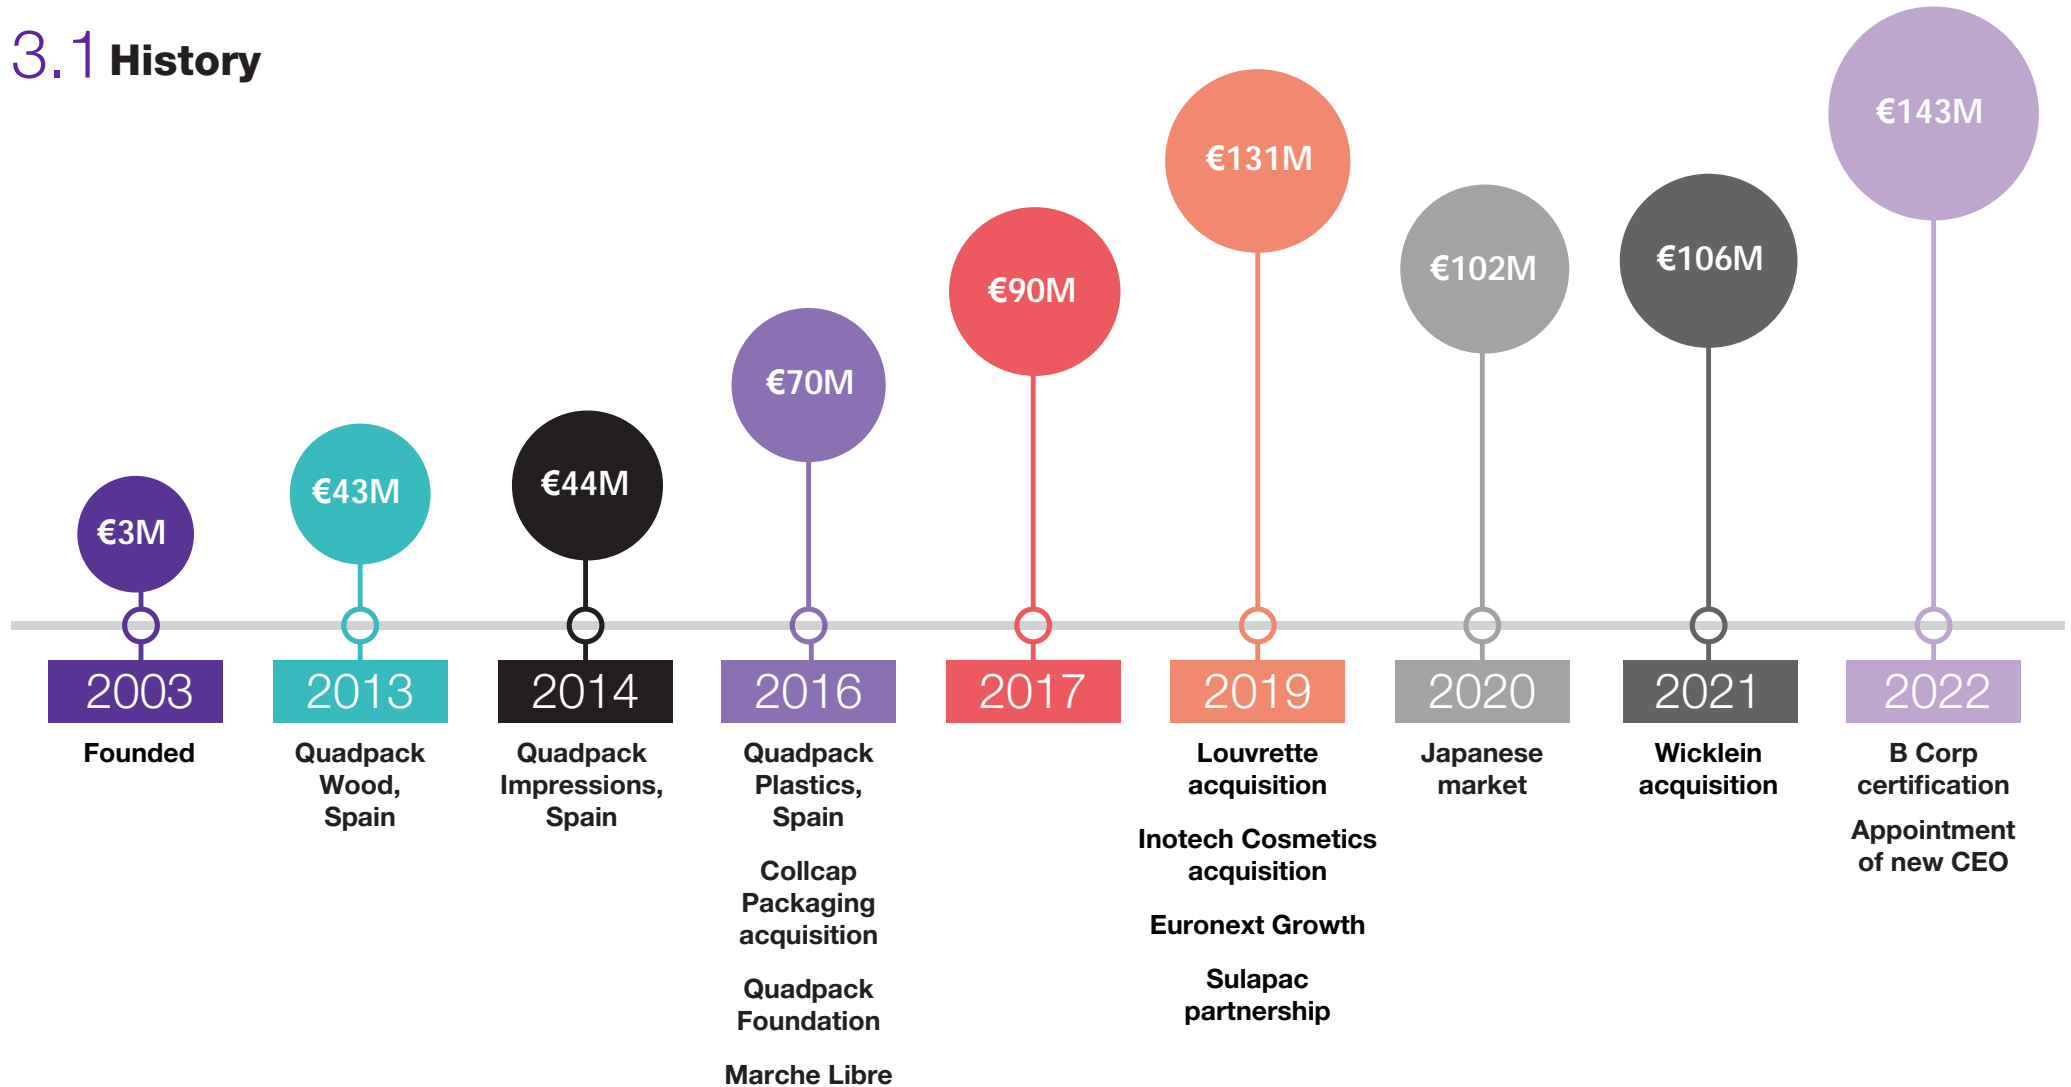 3.1 History
€3M
€43M
€44M
€70M
€90M
€131M
€102M
€106M
€143M
2003
Founded
2013
Quadpack
Wood,
Spain
2014
Quadpack
Impressions,
Spain
2016
Quadpack
Plastics,
Spain
Collcap
Packaging
acquisition
Quadpack
Foundation
Marche Libre
2017
2019
Louvrette
acquisition
Inotech Cosmetics
acquisition
Euronext Growth
Sulapac
partnership
2020
Japanese
market
2021
Wicklein
acquisition
2022
B Corp
certification
Appointment
of new CEO